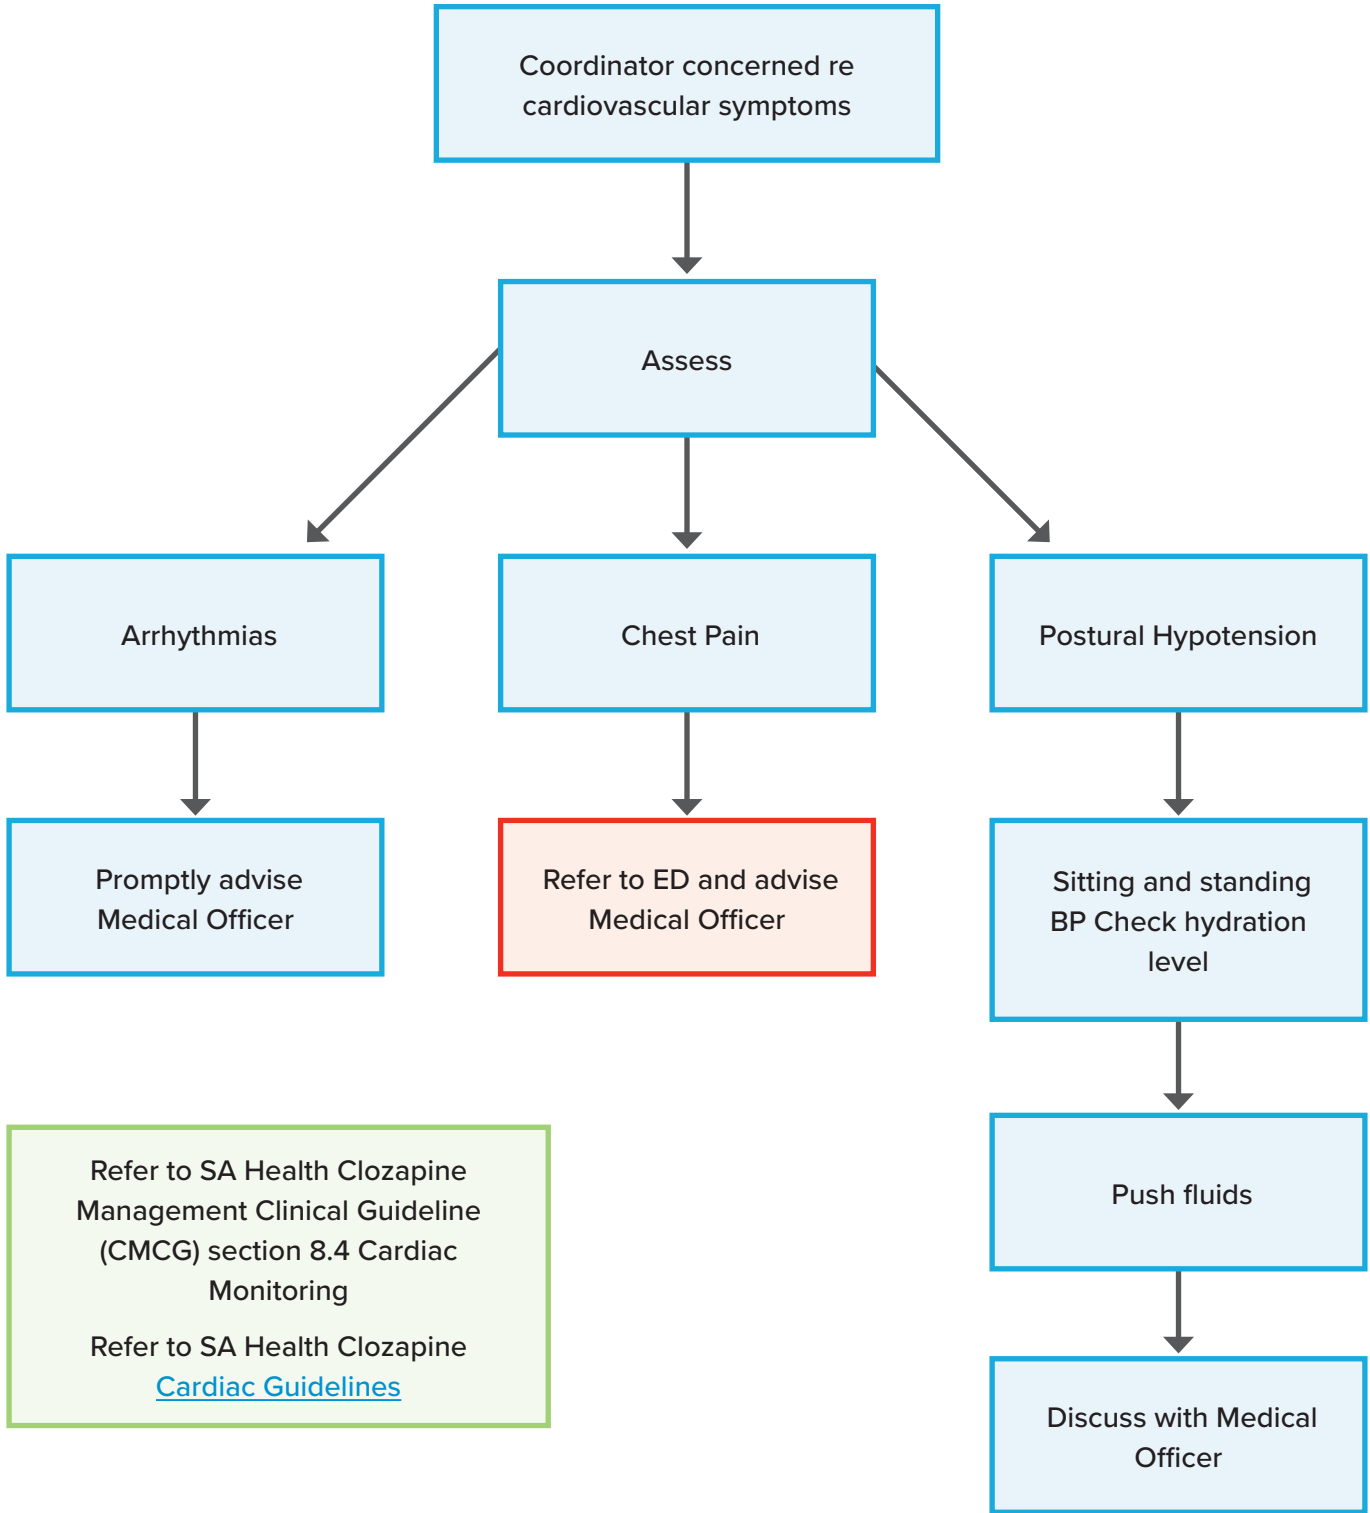 Coordinator concerned re
cardiovascular symptoms
Assess
Arrhythmias
Chest Pain
Postural Hypotension
Promptly advise
Medical Officer
Refer to ED and advise
Medical Officer
Sitting and standing
BP Check hydration
level
Push fluids
Discuss with Medical
Officer
Refer to SA Health Clozapine
Management Clinical Guideline
(CMCG) section 8.4 Cardiac
Monitoring
Refer to SA Health Clozapine
Cardiac Guidelines